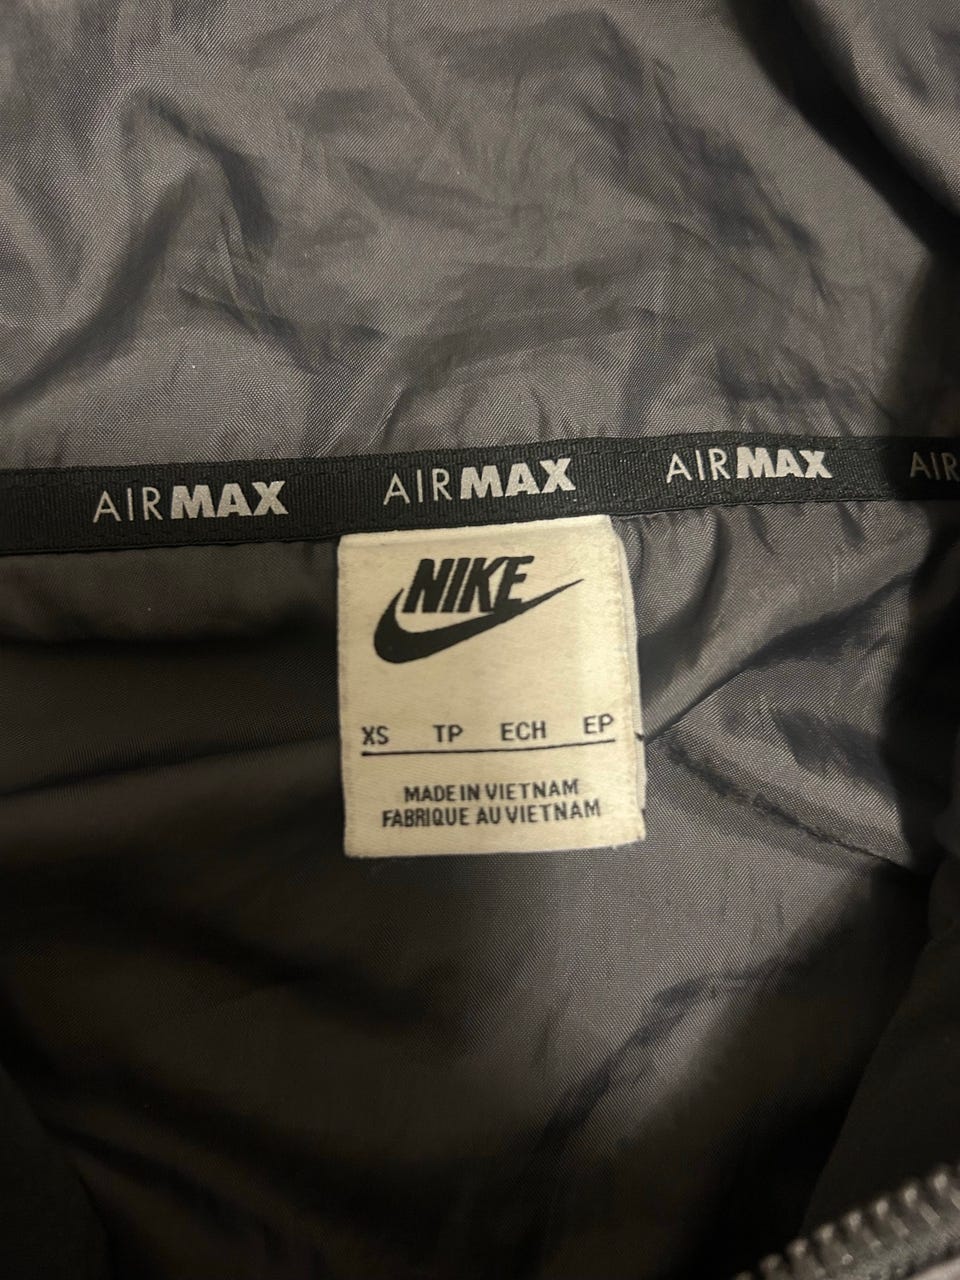 AIRMAX AIRMAX AIRMAX AIR
NIKE
XS TP ECH EP
MADE IN VIETNAM
FABRIQUE AU VIETNAM